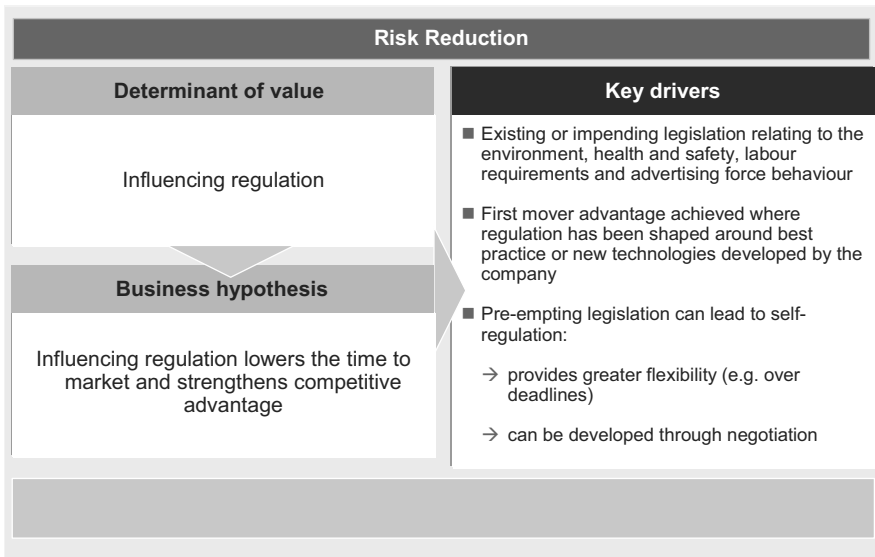 Risk Reduction
Determinant of value
Influencing regulation
Business hypothesis
Influencing regulation lowers the time to
market and strengthens competitive
advantage
Key drivers
■ Existing or impending legislation relating to the
environment, health and safety, labour
requirements and advertising force behaviour
■ First mover advantage achieved where
regulation has been shaped around best
practice or new technologies developed by the
company
■ Pre-empting legislation can lead to self-
regulation:
→ provides greater flexibility (e.g. over
deadlines)
→ can be developed through negotiation